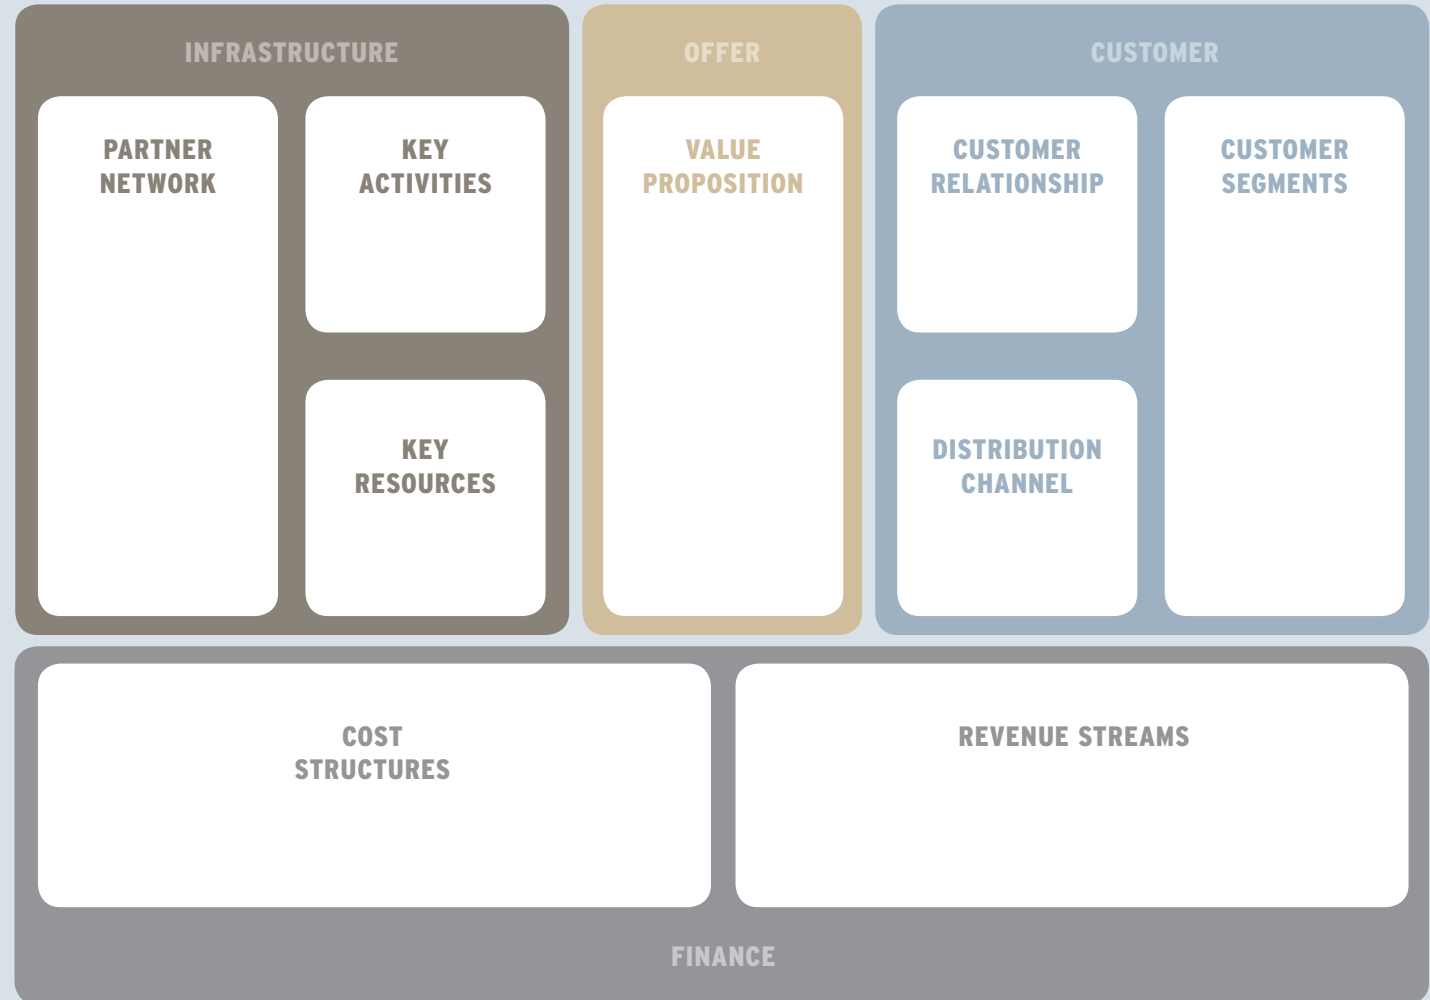 INFRASTRUCTURE
PARTNER
NETWORK
KEY
ACTIVITIES
KEY
RESOURCES
OFFER
VALUE
PROPOSITION
CUSTOMER
CUSTOMER
RELATIONSHIP
DISTRIBUTION
CHANNEL
CUSTOMER
SEGMENTS
COST
STRUCTURES
REVENUE STREAMS
FINANCE